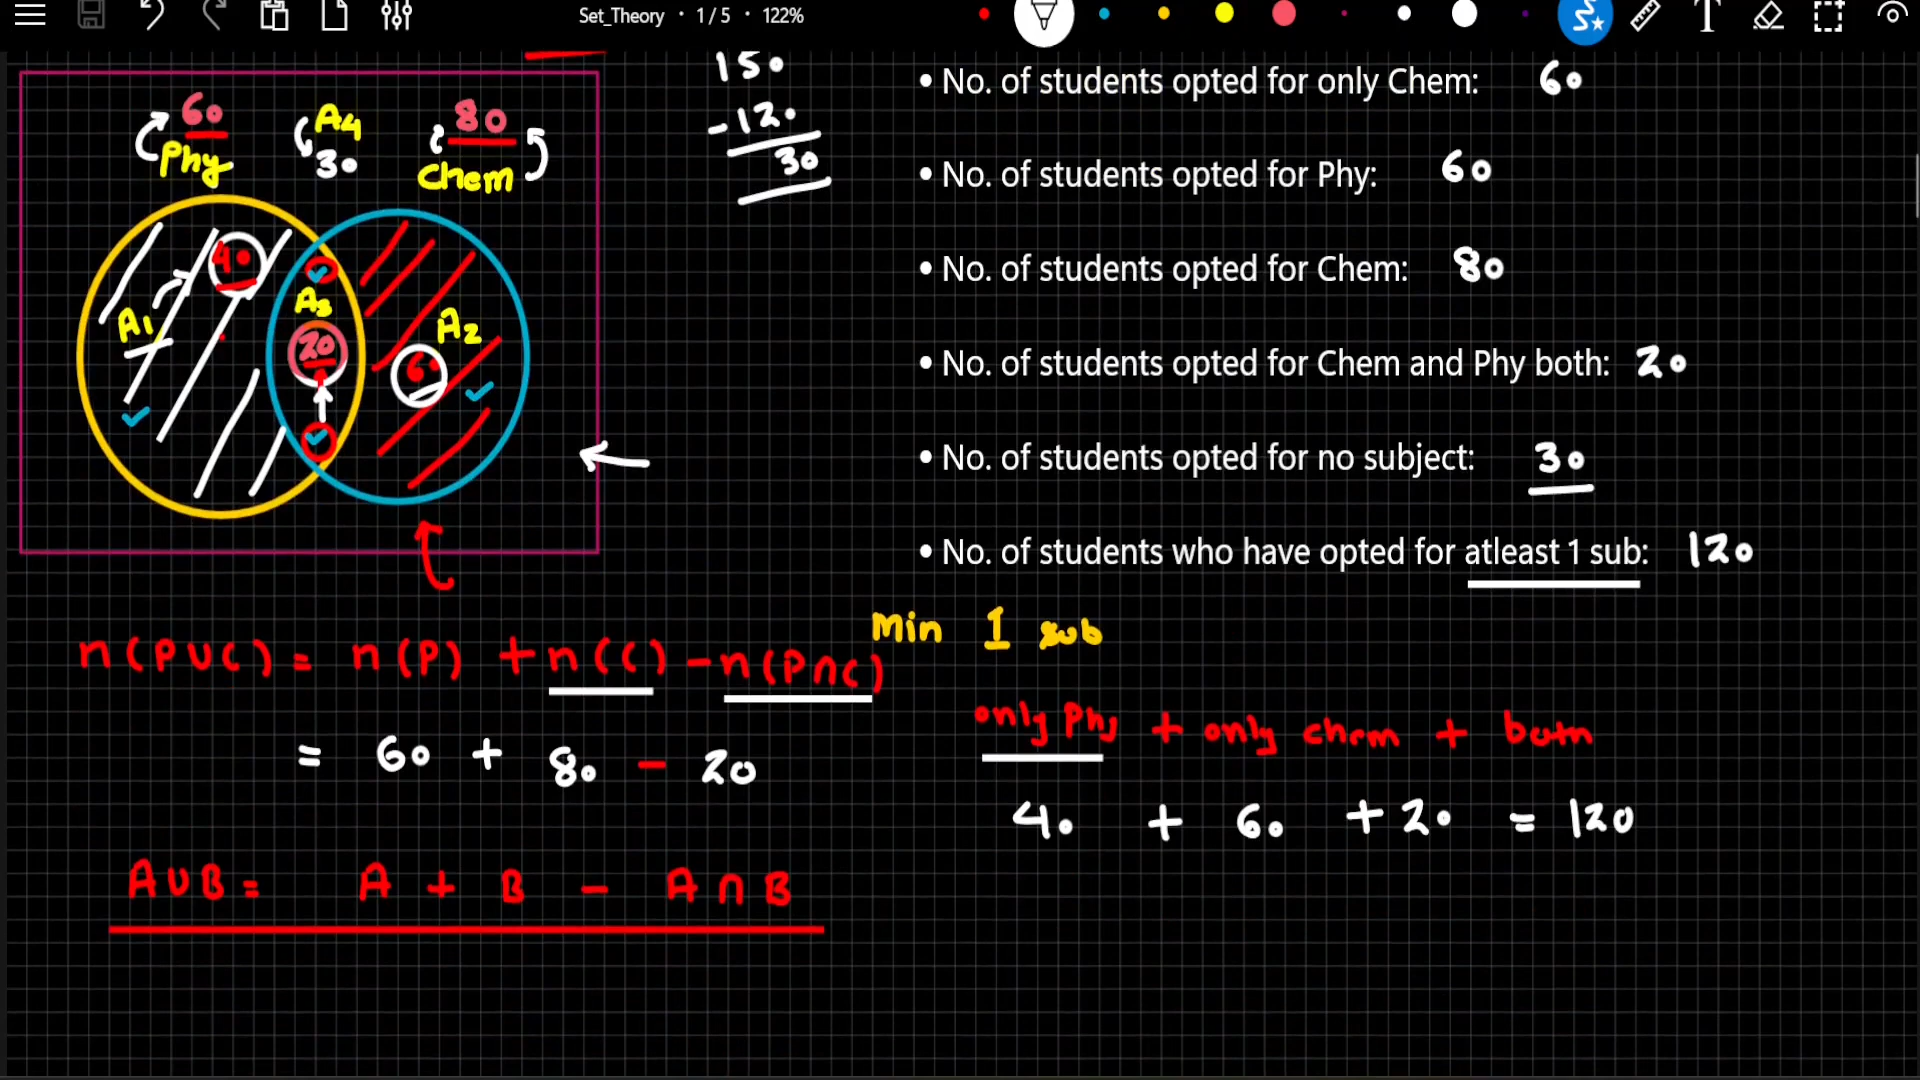 Set_Theory • 1 / 5 • 122%
60 A4 80
Phy 30 Chem
40
A1 A3 A2
20 60
150
-120
30
• No. of students opted for only Chem: 60
• No. of students opted for Phy: 60
• No. of students opted for Chem: 80
• No. of students opted for Chem and Phy both: 20
• No. of students opted for no subject: 30
• No. of students who have opted for atleast 1 sub: 120
Min 1 sub
n(P∪C) = n(P) + n(C) - n(P∩C)
= 60 + 80 - 20
only Phy + only chem + both
40 + 60 + 20 = 120
A∪B = A + B - A∩B